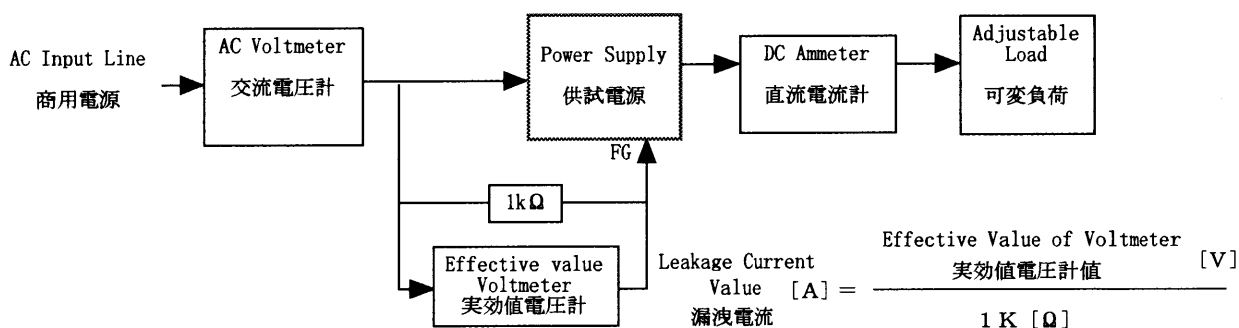 AC Input Line
商用電源
AC Voltmeter
交流電圧計
Power Supply
供試電源
DC Ammeter
直流電流計
Adjustable
Load
可変負荷
FG
1kΩ
Effective value
Voltmeter
実効値電圧計
Leakage Current
Value [A] =
漏洩電流
Effective Value of Voltmeter
実効値電圧計値 [V]
1K [Ω]